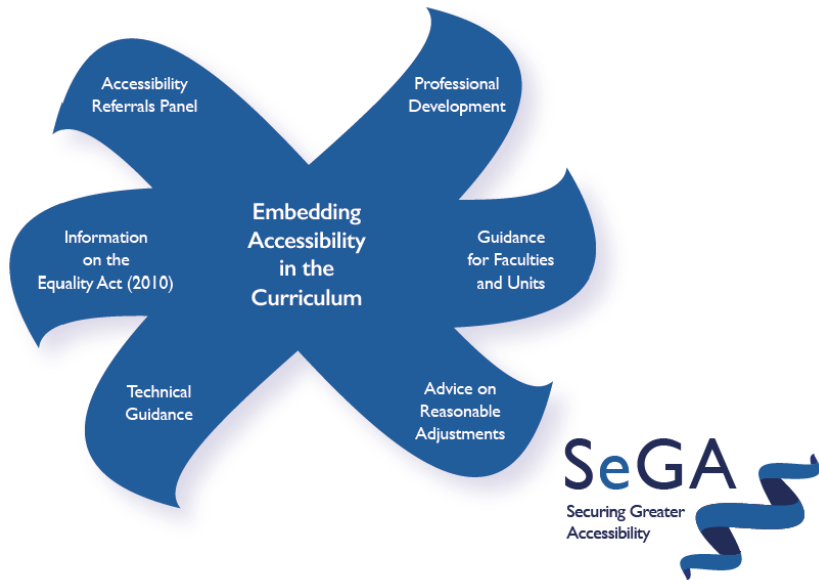 Accessibility
Referrals Panel
Professional
Development
Embedding
Accessibility
in the
Curriculum
Information
on the
Equality Act (2010)
Guidance
for Faculties
and Units
Technical
Guidance
Advice on
Reasonable
Adjustments
SeGA
Securing Greater
Accessibility